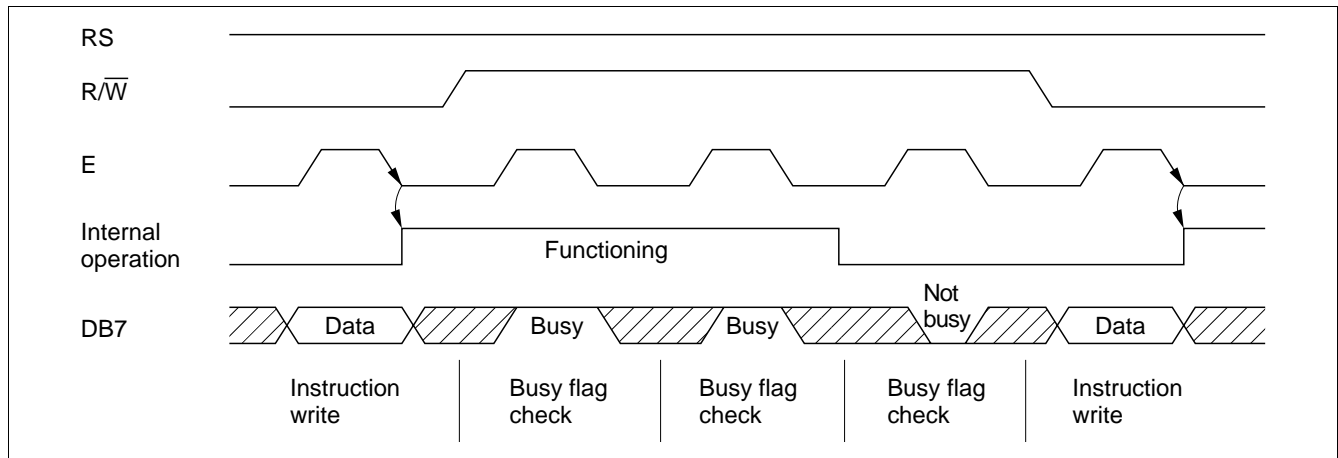 RS
R/W̅
E
Internal
operation
Functioning
DB7
Data
Busy
Busy
Not
busy
Data
Instruction
write
Busy flag
check
Busy flag
check
Busy flag
check
Instruction
write